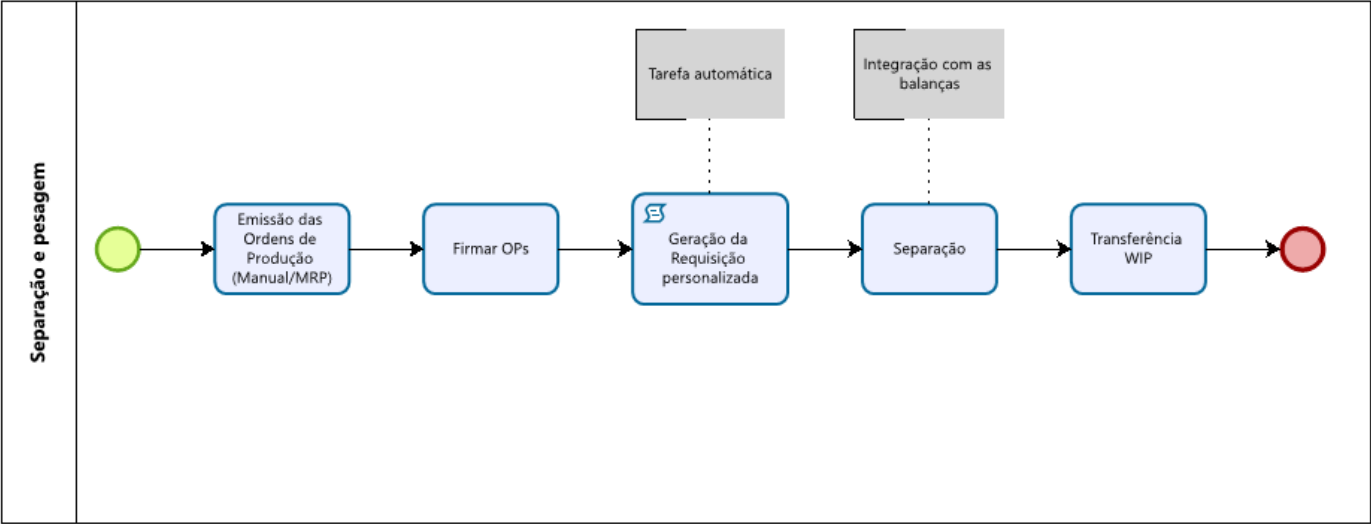 Separação e pesagem
Tarefa automática
Integração com as
balanças
Emissão das
Ordens de
Produção
(Manual/MRP)
Firmar OPs
Geração da
Requisição
personalizada
Separação
Transferência
WIP